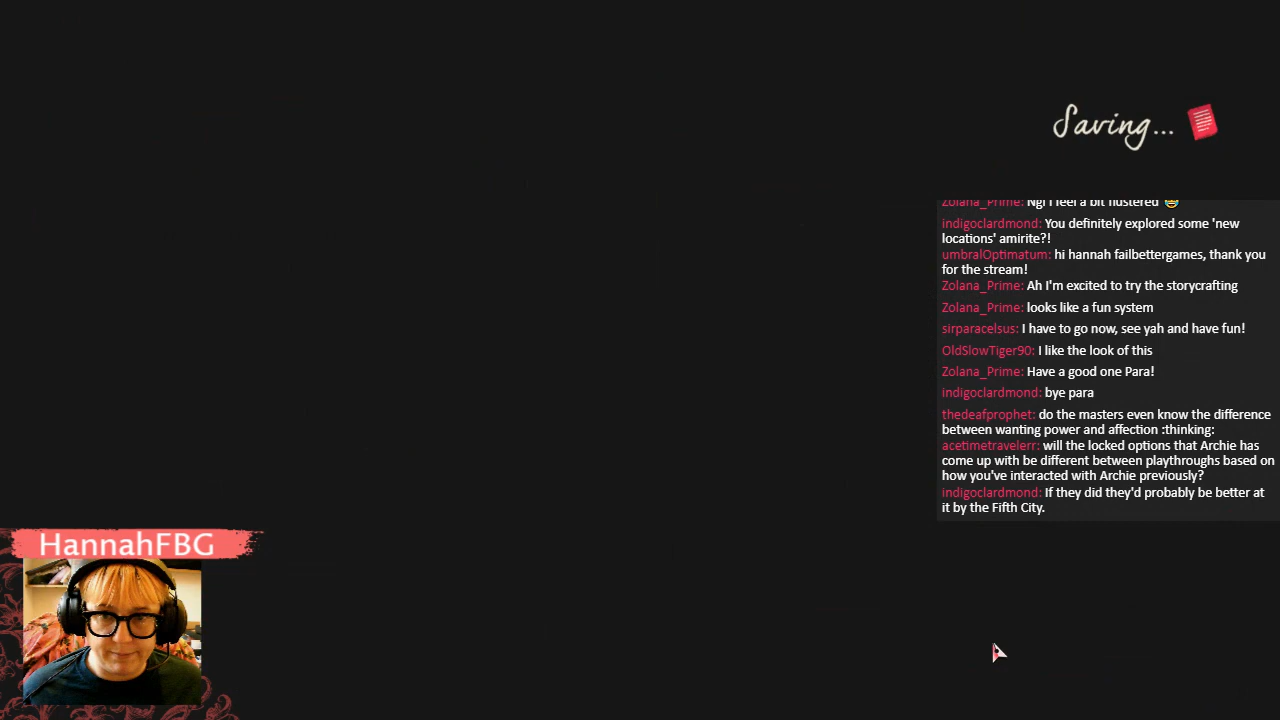 Saving...
Zolana_Prime: Ngl I feel a bit flustered
indigoclardmond: You definitely explored some 'new
locations' amirite?!
umbralOptimatum: hi hannah failbettergames, thank you
for the stream!
Zolana_Prime: Ah I'm excited to try the storycrafting
Zolana_Prime: looks like a fun system
sirparacelsus: I have to go now, see yah and have fun!
OldSlowTiger90: I like the look of this
Zolana_Prime: Have a good one Para!
indigoclardmond: bye para
thedeafprophet: do the masters even know the difference
between wanting power and affection :thinking:
acetimetravelerr: will the locked options that Archie has
come up with be different between playthroughs based on
how you've interacted with Archie previously?
indigoclardmond: If they did they'd probably be better at
it by the Fifth City.
HannahFBG